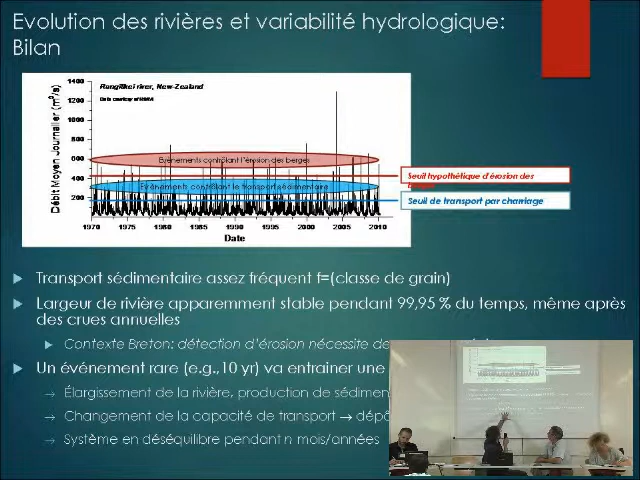 Evolution des rivières et variabilité hydrologique:
Bilan
Rangitikei river, New-Zealand
Data courtesy of NIWA
Débit Moyen Journalier (m³/s)
1400
1200
1000
800
600
400
200
Evènements contrôlant l'érosion des berges
Evènements contrôlant le transport sédimentaire
Seuil hypothétique d'érosion des
Seuil de transport par charriage
1970 1975 1980 1985 1990 1995 2000 2005 2010
Date
Transport sédimentaire assez fréquent f=(classe de grain)
Largeur de rivière apparemment stable pendant 99,95 % du temps, même après
des crues annuelles
Contexte Breton: détection d'érosion nécessite de
Un événement rare (e.g.,10 yr) va entrainer une
→ Élargissement de la rivière, production de sédimen
→ Changement de la capacité de transport → dépô
→ Système en déséquilibre pendant n mois/années